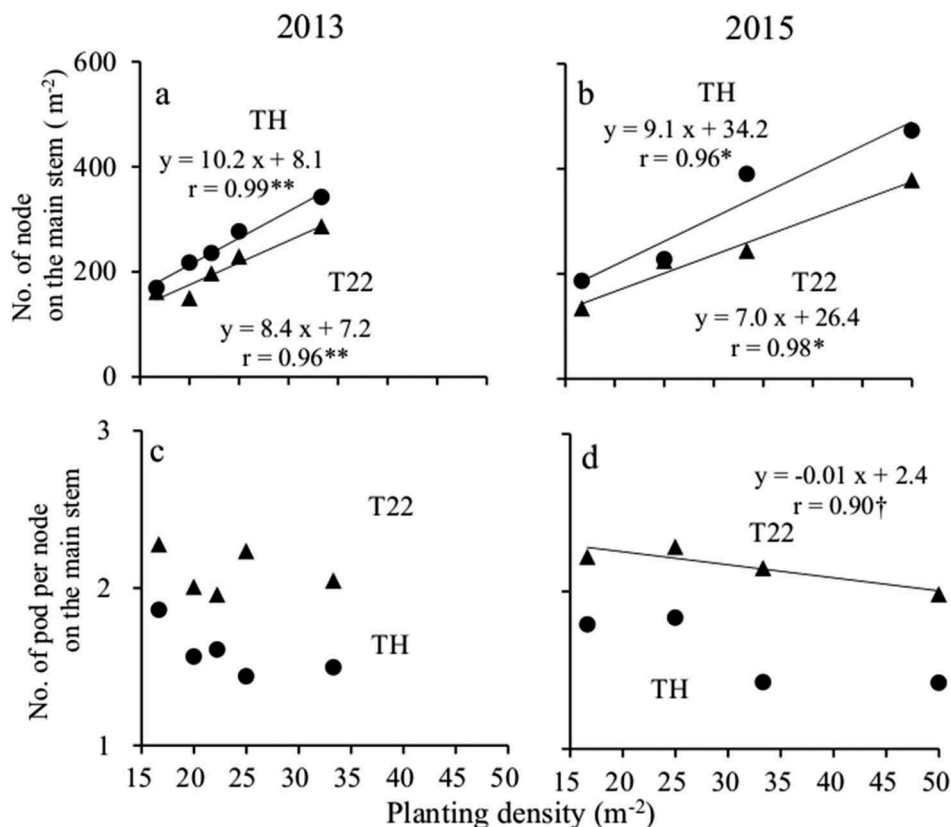 2013
2015
No. of node
on the main stem ( m-2)
600
400
200
0
a
TH
y = 10.2 x + 8.1
r = 0.99**
T22
y = 8.4 x + 7.2
r = 0.96**
b
TH
y = 9.1 x + 34.2
r = 0.96*
T22
y = 7.0 x + 26.4
r = 0.98*
No. of pod per node
on the main stem
3
2
1
c
T22
TH
d
y = -0.01 x + 2.4
r = 0.90†
T22
TH
15 20 25 30 35 40 45 50
15 20 25 30 35 40 45 50
Planting density (m-2)